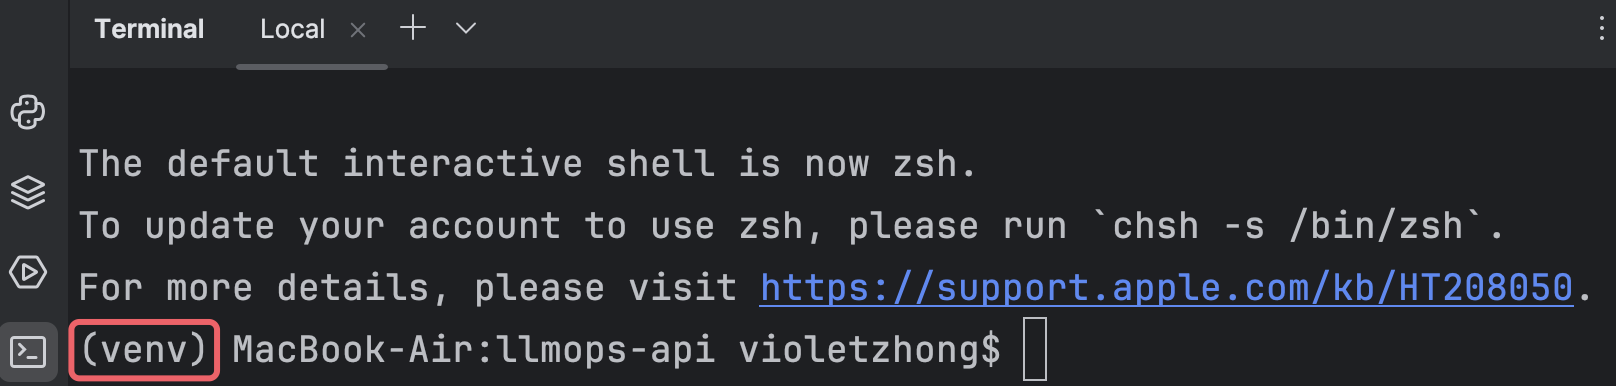 Terminal Local
The default interactive shell is now zsh.
To update your account to use zsh, please run `chsh -s /bin/zsh`.
For more details, please visit https://support.apple.com/kb/HT208050.
(venv) MacBook-Air:llmops-api violetzhong$